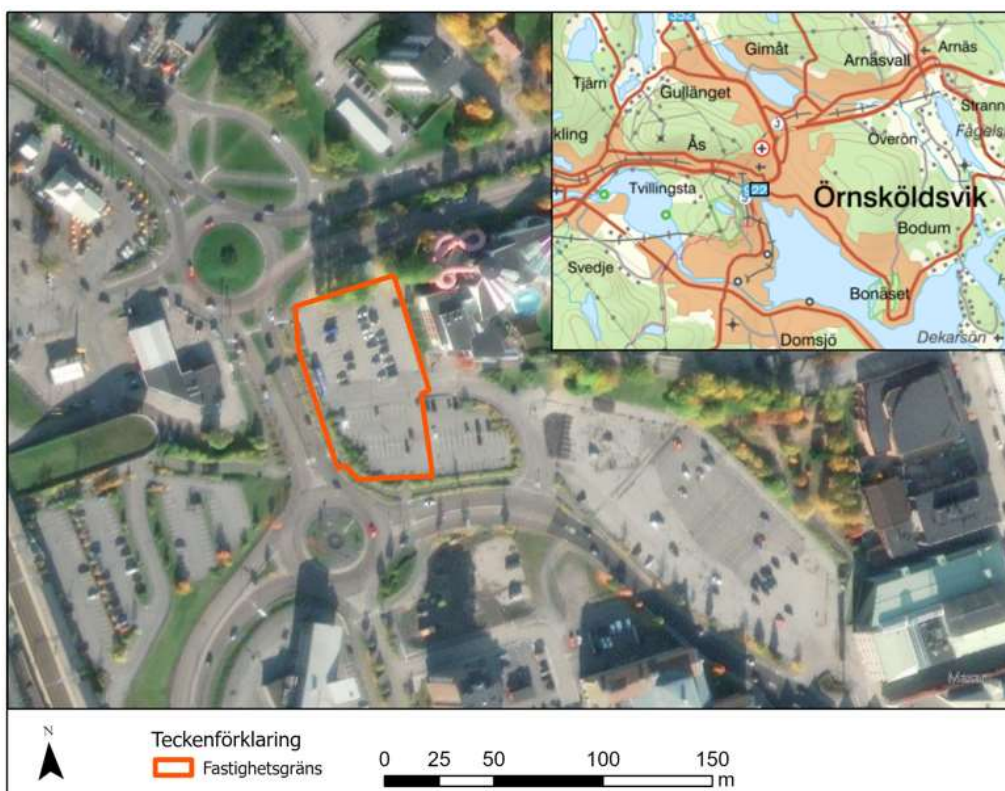 352
Gimåt
Arnäsvall
Arnäs
Tjärn
Gullänget
Strann
kling
Ås
Överön
Fågels
Tvillingsta
Örnsköldsvik
Bodum
Svedje
Bonäset
Domsjö
Dekarsön
N
Teckenförklaring
Fastighetsgräns
0 25 50 100 150
m